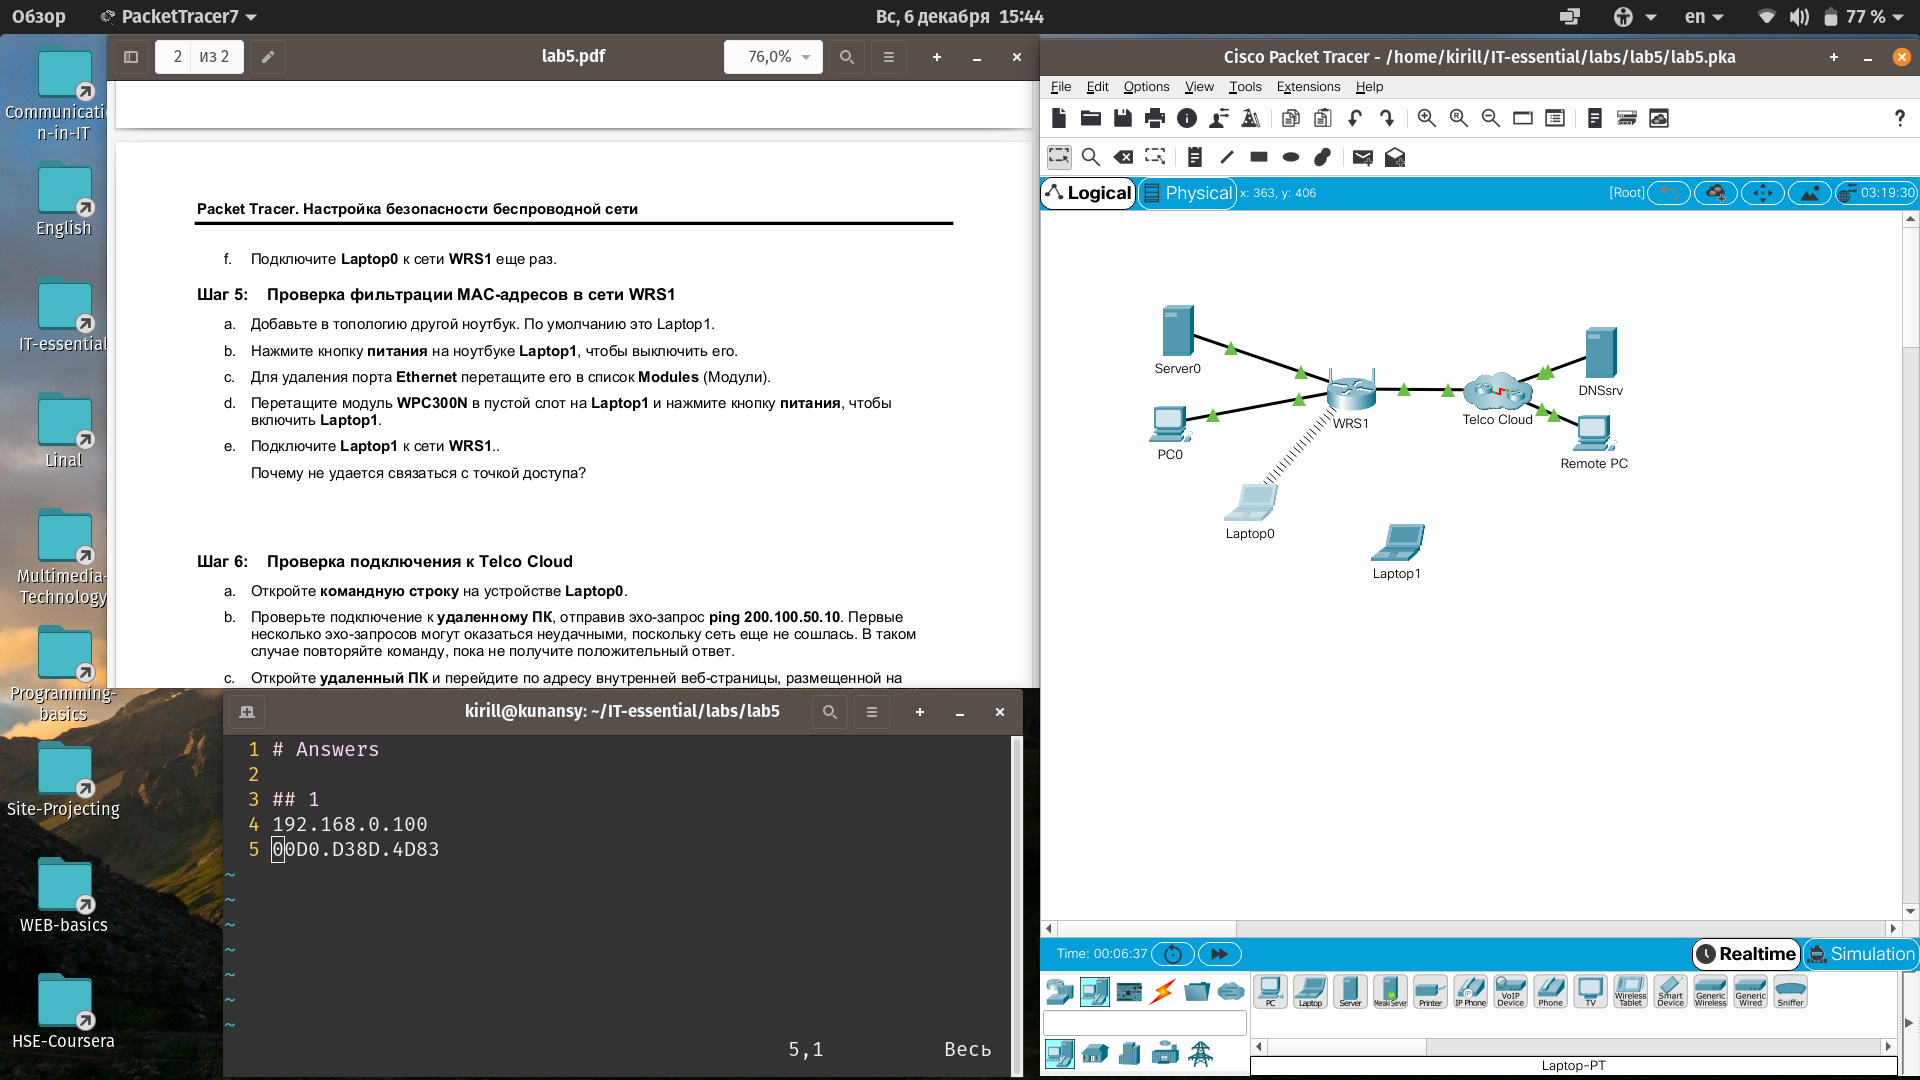 Обзор
PacketTracer7
Вс, 6 декабря 15:44
en
77 %
Communicatio
n-in-IT
English
IT-essential
Linal
Multimedia-
Technology
Programming-
basics
Site-Projecting
WEB-basics
HSE-Coursera
2 из 2
lab5.pdf
76,0%
Packet Tracer. Настройка безопасности беспроводной сети
f. Подключите Laptop0 к сети WRS1 еще раз.
Шаг 5: Проверка фильтрации MAC-адресов в сети WRS1
a. Добавьте в топологию другой ноутбук. По умолчанию это Laptop1.
b. Нажмите кнопку питания на ноутбуке Laptop1, чтобы выключить его.
c. Для удаления порта Ethernet перетащите его в список Modules (Модули).
d. Перетащите модуль WPC300N в пустой слот на Laptop1 и нажмите кнопку питания, чтобы
включить Laptop1.
e. Подключите Laptop1 к сети WRS1..
Почему не удается связаться с точкой доступа?
Шаг 6: Проверка подключения к Telco Cloud
a. Откройте командную строку на устройстве Laptop0.
b. Проверьте подключение к удаленному ПК, отправив эхо-запрос ping 200.100.50.10. Первые
несколько эхо-запросов могут оказаться неудачными, поскольку сеть еще не сошлась. В таком
случае повторяйте команду, пока не получите положительный ответ.
c. Откройте удаленный ПК и перейдите по адресу внутренней веб-страницы, размещенной на
kirill@kunansy: ~/IT-essential/labs/lab5
1 # Answers
2
3 ## 1
4 192.168.0.100
5 00D0.D38D.4D83
~
~
~
~
~
~
~
5,1 Весь
Cisco Packet Tracer - /home/kirill/IT-essential/labs/lab5/lab5.pka
File Edit Options View Tools Extensions Help
?
Logical
Physical
x: 363, y: 406
[Root]
03:19:30
Server0
PC0
WRS1
Telco Cloud
DNSsrv
Remote PC
Laptop0
Laptop1
Time: 00:06:37
Realtime
Simulation
PC
Laptop
Server
Meraki Server
Printer
IP Phone
VoIP Device
Phone
TV
Wireless Tablet
Smart Device
Generic Wireless
Generic Wired
Sniffer
Laptop-PT